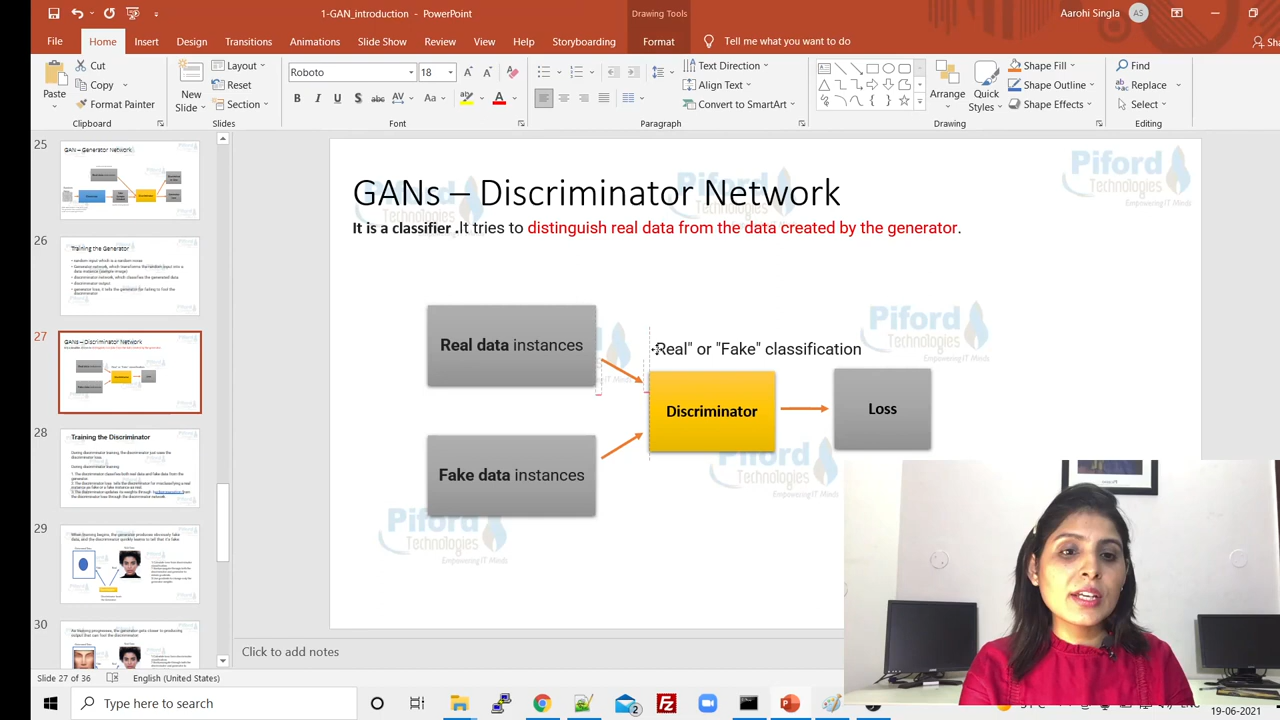 1-GAN_introduction - PowerPoint
Drawing Tools
Aarohi Singla
AS
File
Home
Insert
Design
Transitions
Animations
Slide Show
Review
View
Help
Storyboarding
Format
Tell me what you want to do
Paste
Cut
Copy
Format Painter
Clipboard
New Slide
Layout
Reset
Section
Slides
Roboto
18
Font
Text Direction
Align Text
Convert to SmartArt
Paragraph
Arrange
Quick Styles
Shape Fill
Shape Outline
Shape Effects
Drawing
Find
Replace
Select
Editing
25
GAN – Generator Network
26
Training the Generator
27
GANs – Discriminator Network
28
Training the Discriminator
29
30
Piford
Technologies
Empowering IT Minds
GANs – Discriminator Network
It is a classifier .It tries to distinguish real data from the data created by the generator.
Real data instances
"Real" or "Fake" classification
Discriminator
Loss
Fake data instances
Click to add notes
Slide 27 of 36
English (United States)
Type here to search
2
19-06-2021